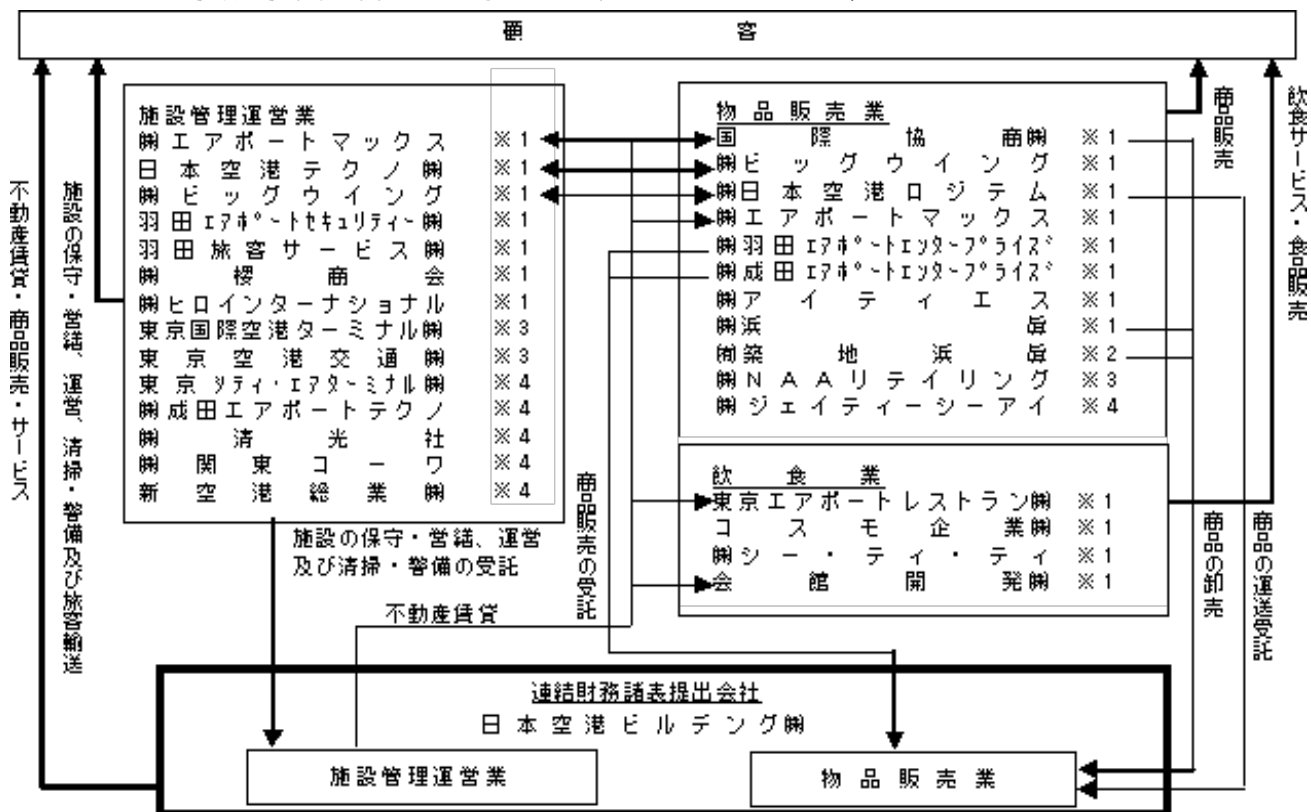 顧客
施設管理運営業
㈱エアポートマックス ※1
日本空港テクノ㈱ ※1
㈱ビッグウイング ※1
羽田エアポートセキュリティー㈱ ※1
羽田旅客サービス㈱ ※1
㈱櫻商会 ※1
㈱ヒロインターナショナル ※1
東京国際空港ターミナル㈱ ※3
東京空港交通㈱ ※3
東京シティ・エアターミナル㈱ ※4
㈱成田エアポートテクノ ※4
㈱清光社 ※4
㈱関東コーワ ※4
新空港総業㈱ ※4
物品販売業
国際協商㈱ ※1
㈱ビッグウイング ※1
㈱日本空港ロジテム ※1
㈱エアポートマックス ※1
㈱羽田エアポートエンタープライズ ※1
㈱成田エアポートエンタープライズ ※1
㈱アイティエス ※1
㈱浜眞 ※1
㈲築地浜眞 ※2
㈱NAAリテイリング ※3
㈱ジェイティーシーアイ ※4
飲食業
東京エアポートレストラン㈱ ※1
コスモ企業㈱ ※1
㈱シー・ティ・ティ ※1
会館開発㈱ ※1
不動産賃貸・商品販売・サービス
施設の保守・営繕、運営、清掃・警備及び旅客輸送
商品販売
飲食サービス・食品販売
施設の保守・営繕、運営
及び清掃・警備の受託
商品販売の受託
商品の卸売
商品の運送受託
不動産賃貸
連結財務諸表提出会社
日本空港ビルデング㈱
施設管理運営業
物品販売業